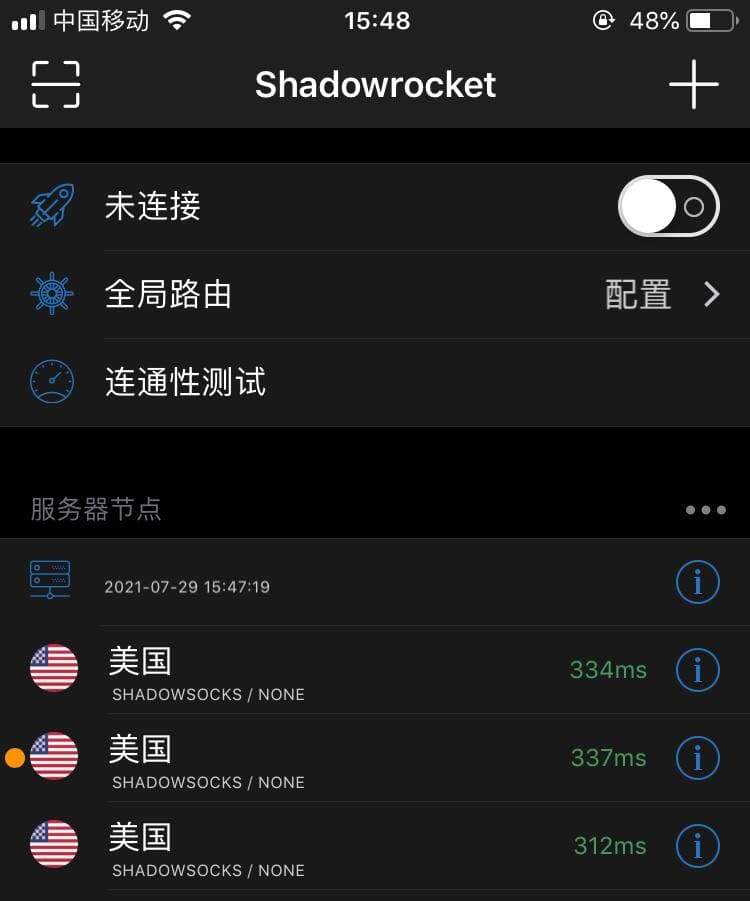 中国移动 15:48 48%
Shadowrocket
未连接
全局路由 配置
连通性测试
服务器节点
2021-07-29 15:47:19
美国
SHADOWSOCKS / NONE
334ms
美国
SHADOWSOCKS / NONE
337ms
美国
SHADOWSOCKS / NONE
312ms